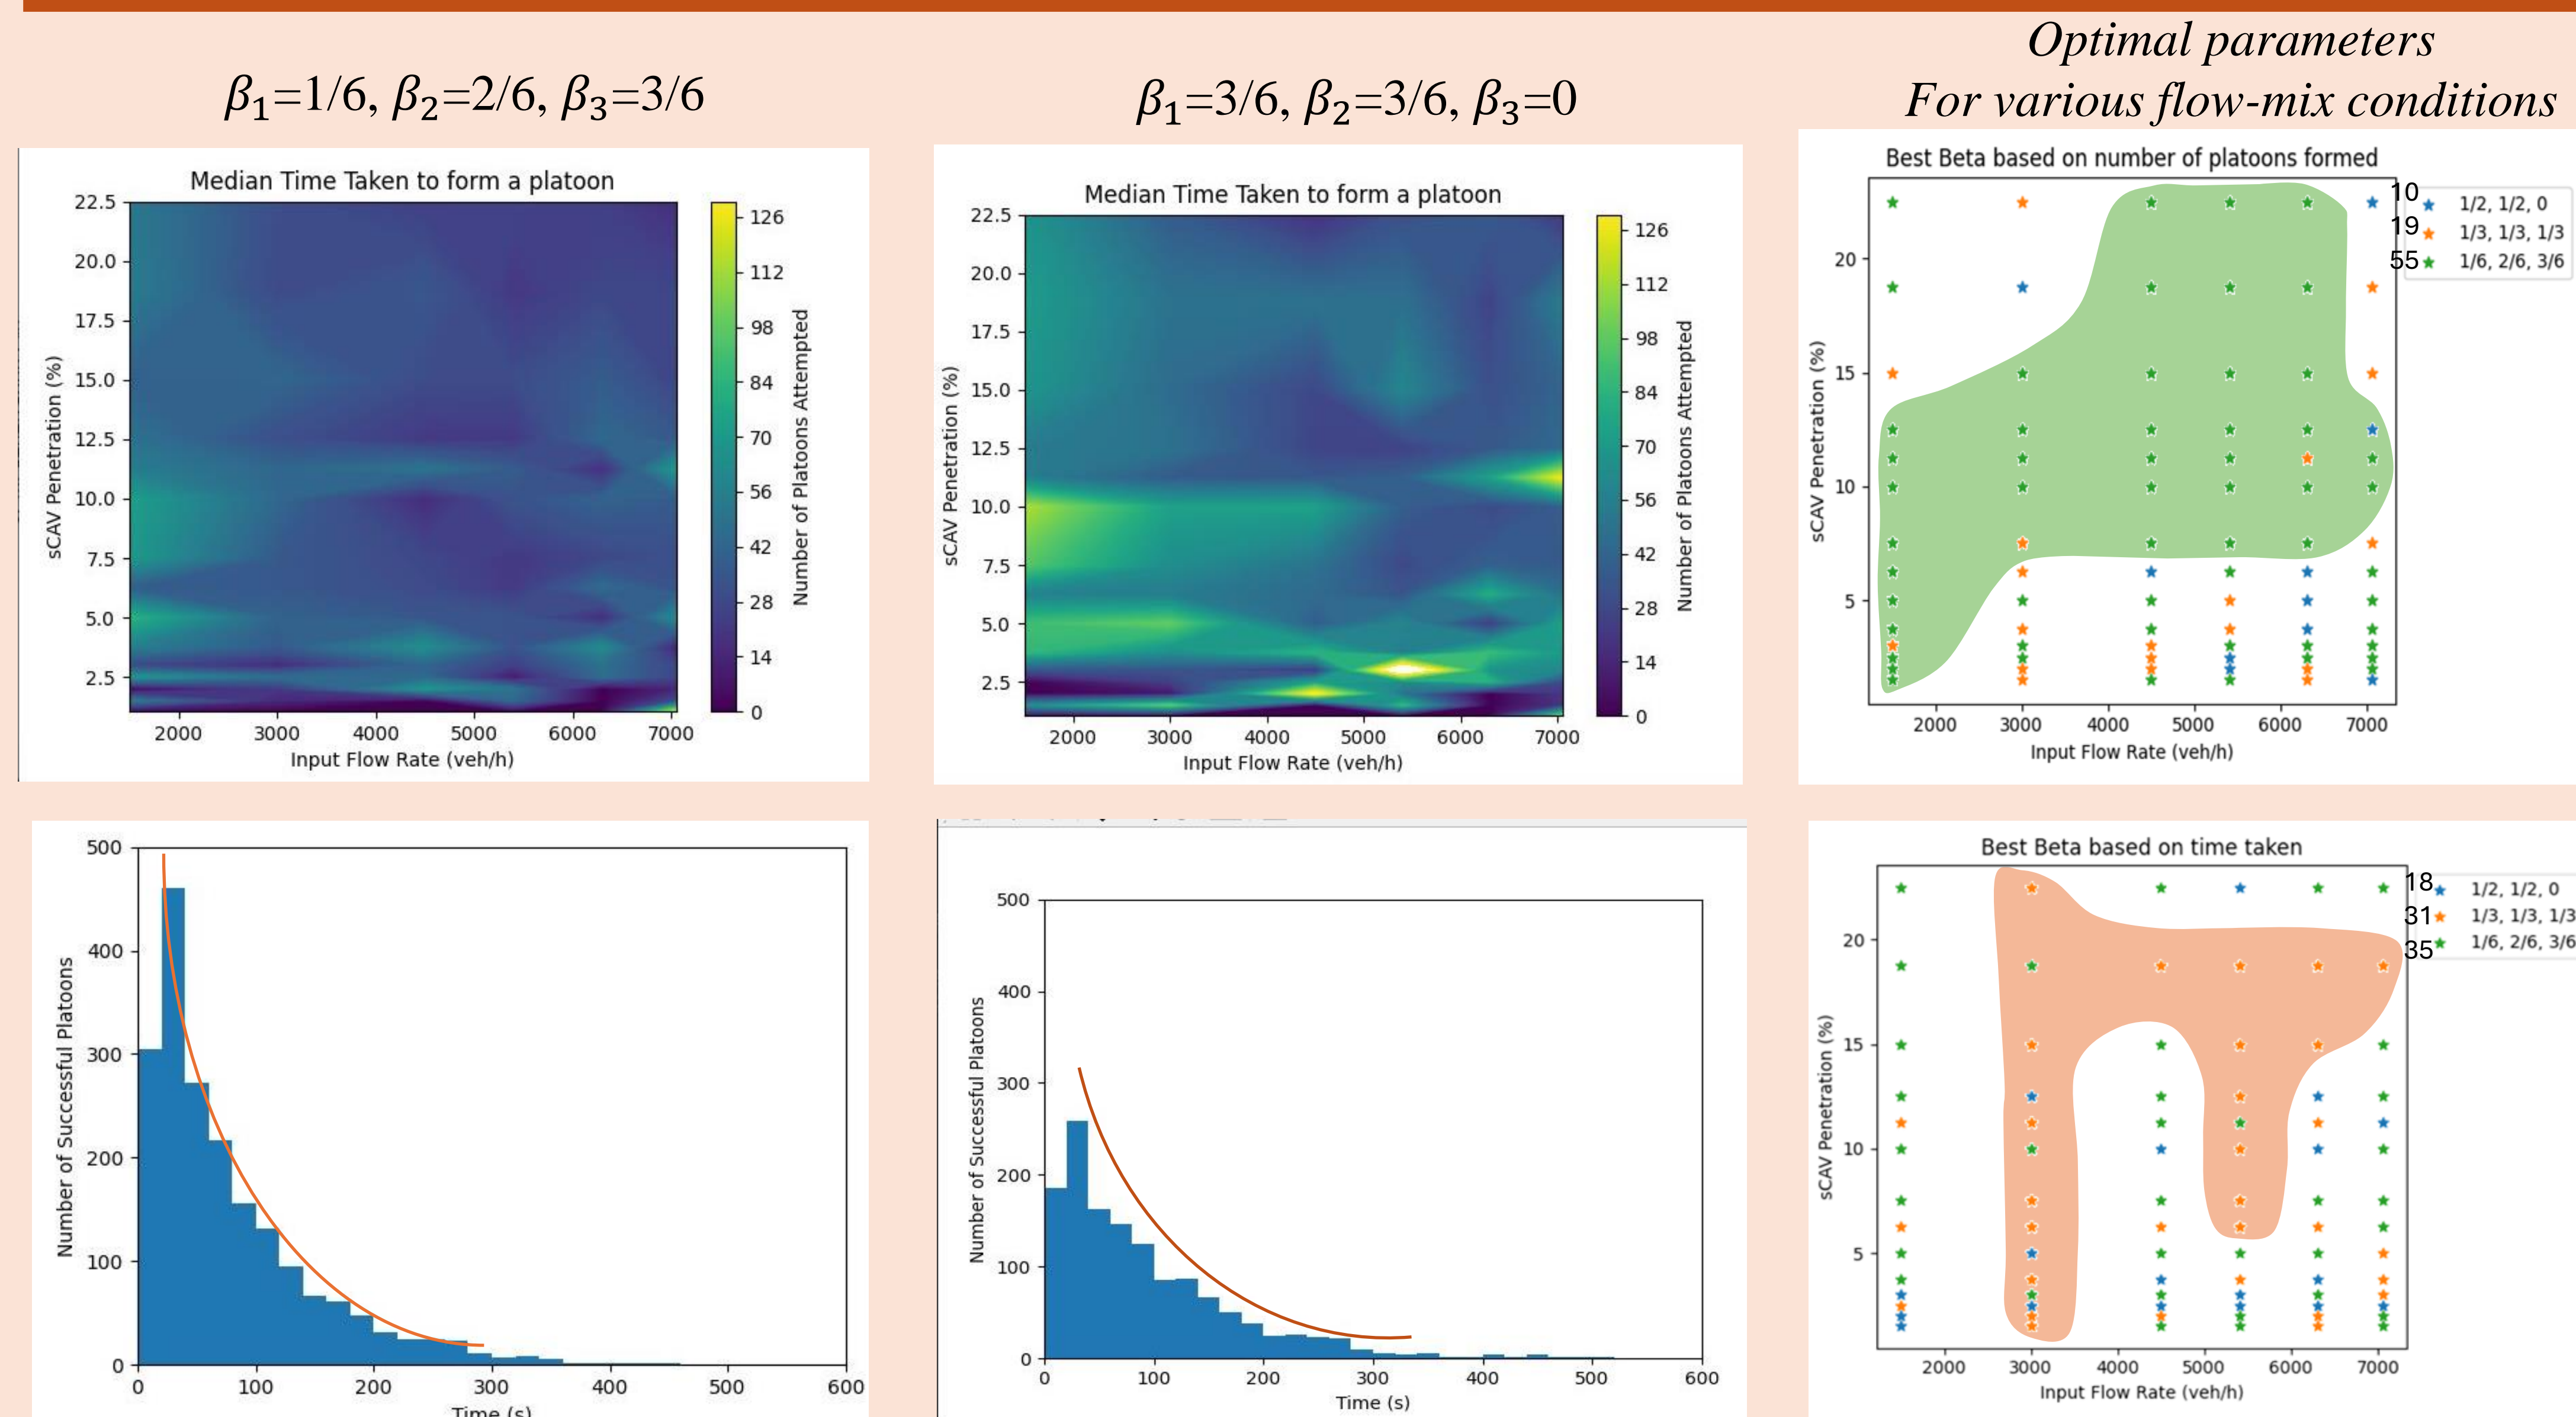 β₁=1/6, β₂=2/6, β₃=3/6
β₁=3/6, β₂=3/6, β₃=0
Optimal parameters
For various flow-mix conditions
Median Time Taken to form a platoon
22.5
20.0
17.5
15.0
12.5
10.0
7.5
5.0
2.5
sCAV Penetration (%)
2000 3000 4000 5000 6000 7000
Input Flow Rate (veh/h)
126
112
98
84
70
56
42
28
14
0
Number of Platoons Attempted
Median Time Taken to form a platoon
22.5
20.0
17.5
15.0
12.5
10.0
7.5
5.0
2.5
sCAV Penetration (%)
2000 3000 4000 5000 6000 7000
Input Flow Rate (veh/h)
126
112
98
84
70
56
42
28
14
0
Number of Platoons Attempted
Best Beta based on number of platoons formed
20
15
10
5
sCAV Penetration (%)
2000 3000 4000 5000 6000 7000
Input Flow Rate (veh/h)
10 1/2, 1/2, 0
19 1/3, 1/3, 1/3
55 1/6, 2/6, 3/6
500
400
300
200
100
0
Number of Successful Platoons
0 100 200 300 400 500 600
Time (s)
500
400
300
200
100
0
Number of Successful Platoons
0 100 200 300 400 500 600
Time (s)
Best Beta based on time taken
20
15
10
5
sCAV Penetration (%)
2000 3000 4000 5000 6000 7000
Input Flow Rate (veh/h)
18 1/2, 1/2, 0
31 1/3, 1/3, 1/3
35 1/6, 2/6, 3/6